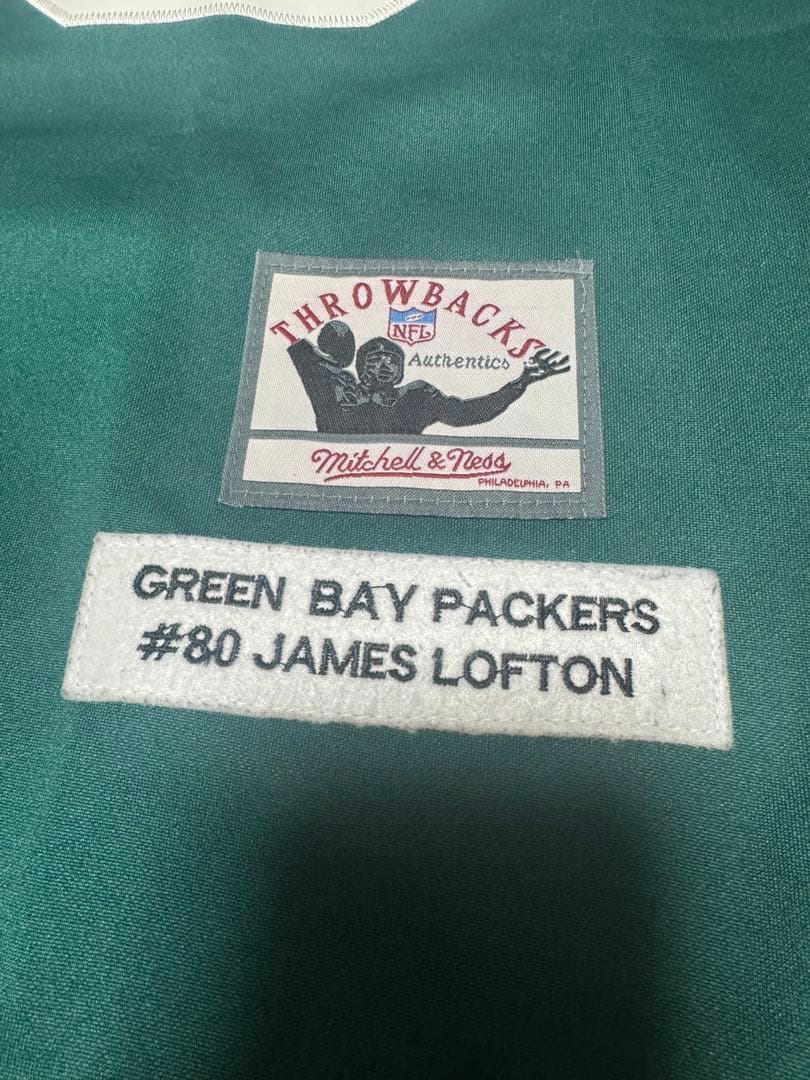 THROWBACKS
NFL
Authentics
Mitchell & Ness
PHILADELPHIA, PA
GREEN BAY PACKERS
#80 JAMES LOFTON